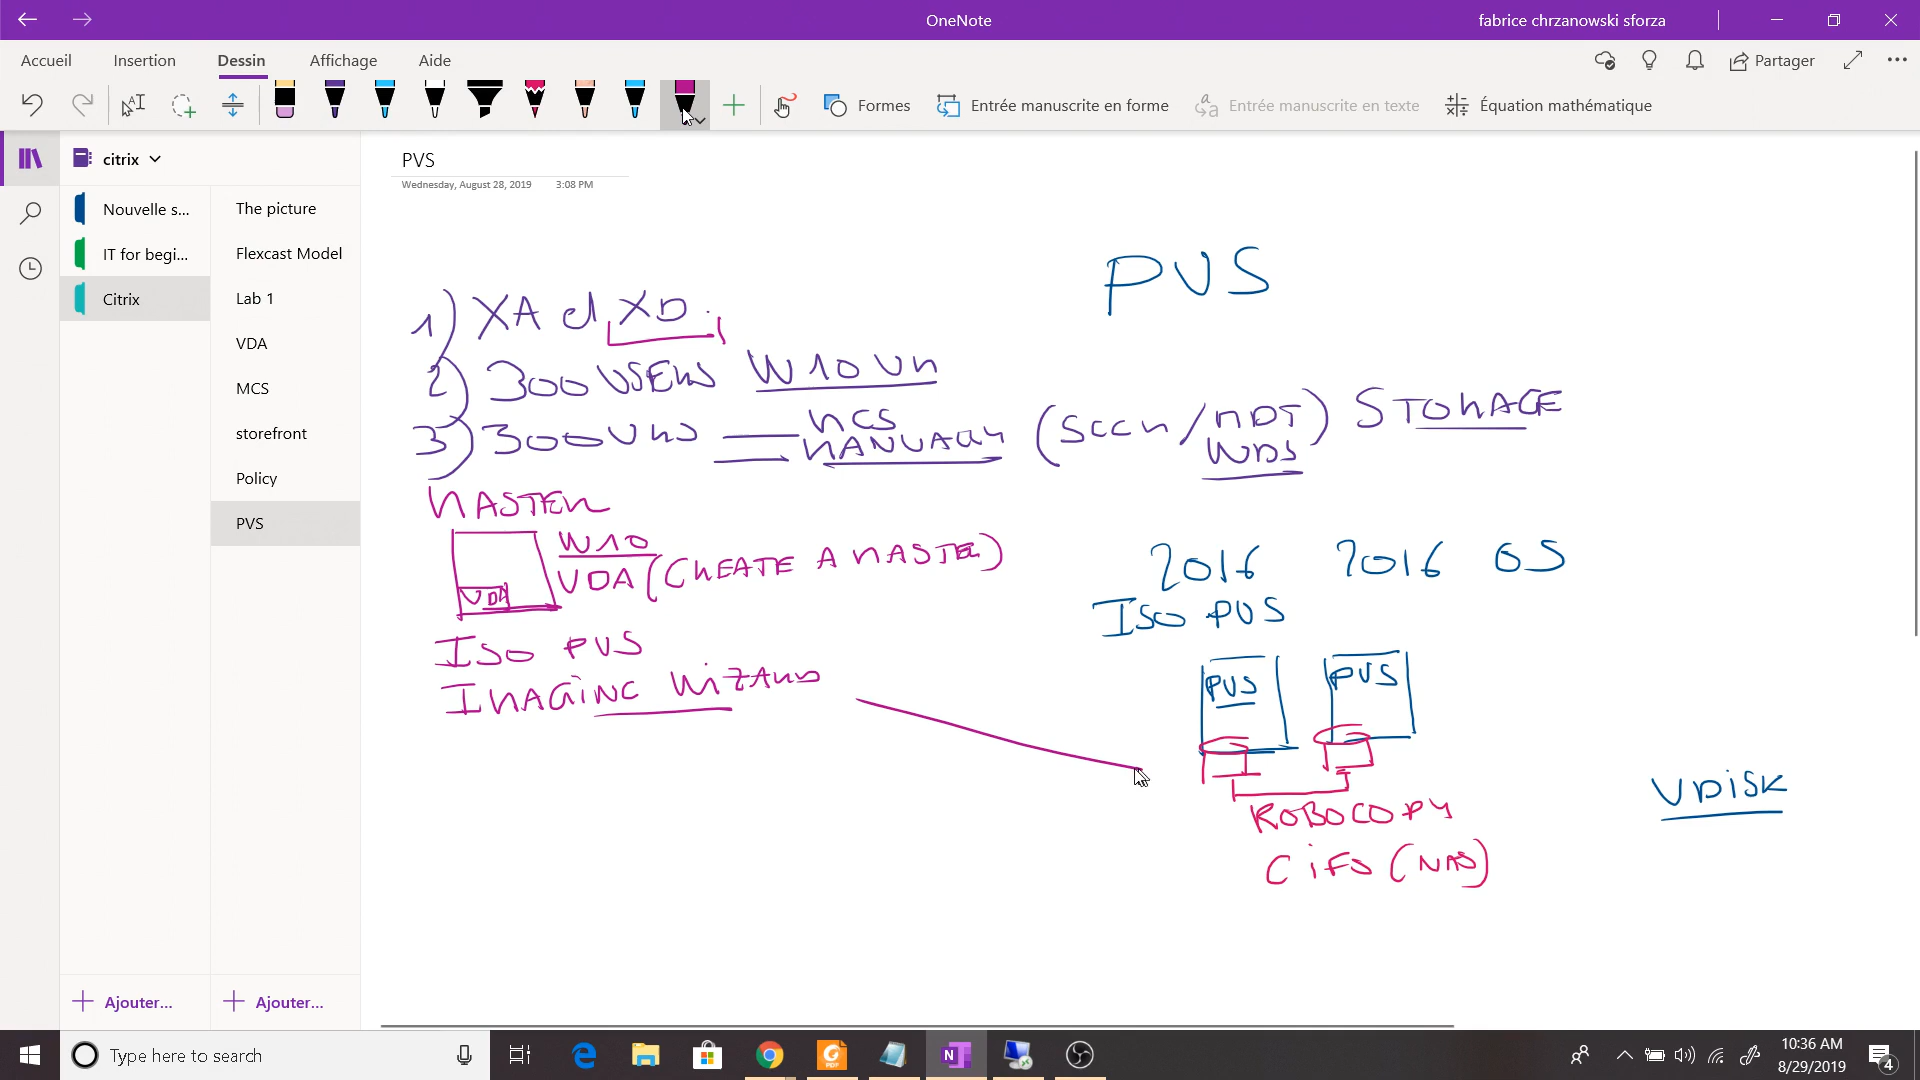 OneNote
fabrice chrzanowski sforza
Accueil Insertion Dessin Affichage Aide
Partager
Formes Entrée manuscrite en forme Entrée manuscrite en texte Équation mathématique
citrix
Nouvelle s...
IT for begi...
Citrix
The picture
Flexcast Model
Lab 1
VDA
MCS
storefront
Policy
PVS
Ajouter...
Ajouter...
PVS
Wednesday, August 28, 2019 3:08 PM
PVS
1) XA et XD
2) 300 USERS W10 VM
3) 300 VMS MCS
MANUALLY (SCCM/MDT) STORAGE
WDS
MASTER
W10
VDA (CREATE A MASTER)
VDA
ISO PVS
IMAGING WIZARD
2016 2016 OS
ISO PVS
PVS PVS
ROBOCOPY
CIFS (NAS)
VDISK
Type here to search
10:36 AM
8/29/2019
4